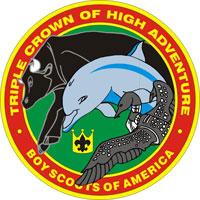 TRIPLE CROWN OF HIGH ADVENTURE
BOY SCOUTS OF AMERICA